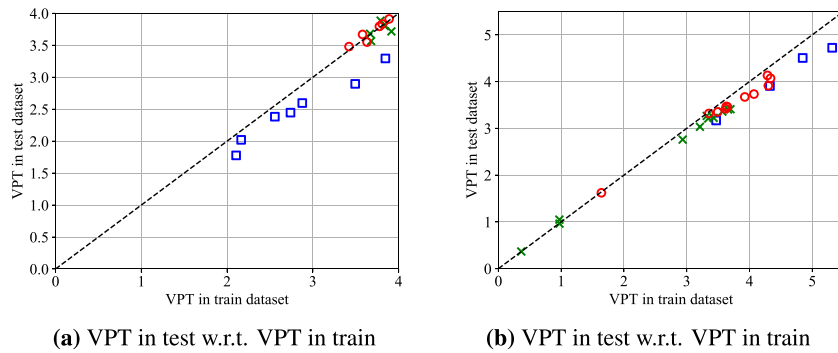 4.0
3.5
3.0
2.5
2.0
1.5
1.0
0.5
0.0
VPT in test dataset
0 1 2 3 4
VPT in train dataset
(a) VPT in test w.r.t. VPT in train
5
4
3
2
1
0
VPT in test dataset
0 1 2 3 4 5
VPT in train dataset
(b) VPT in test w.r.t. VPT in train